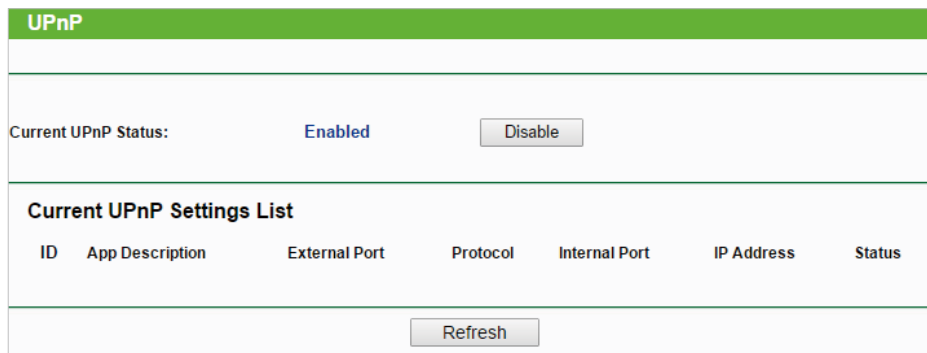 UPnP
Current UPnP Status: Enabled Disable
Current UPnP Settings List
ID App Description External Port Protocol Internal Port IP Address Status
Refresh